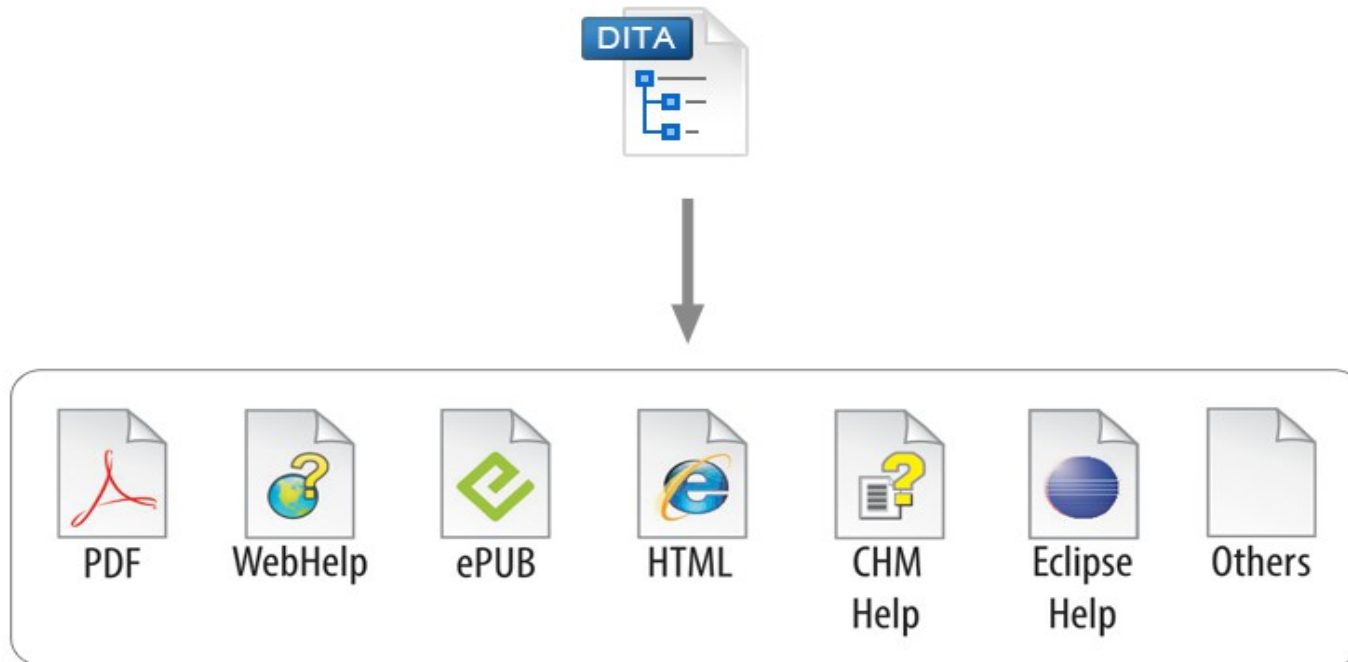 DITA
PDF
WebHelp
ePUB
HTML
CHM
Help
Eclipse
Help
Others